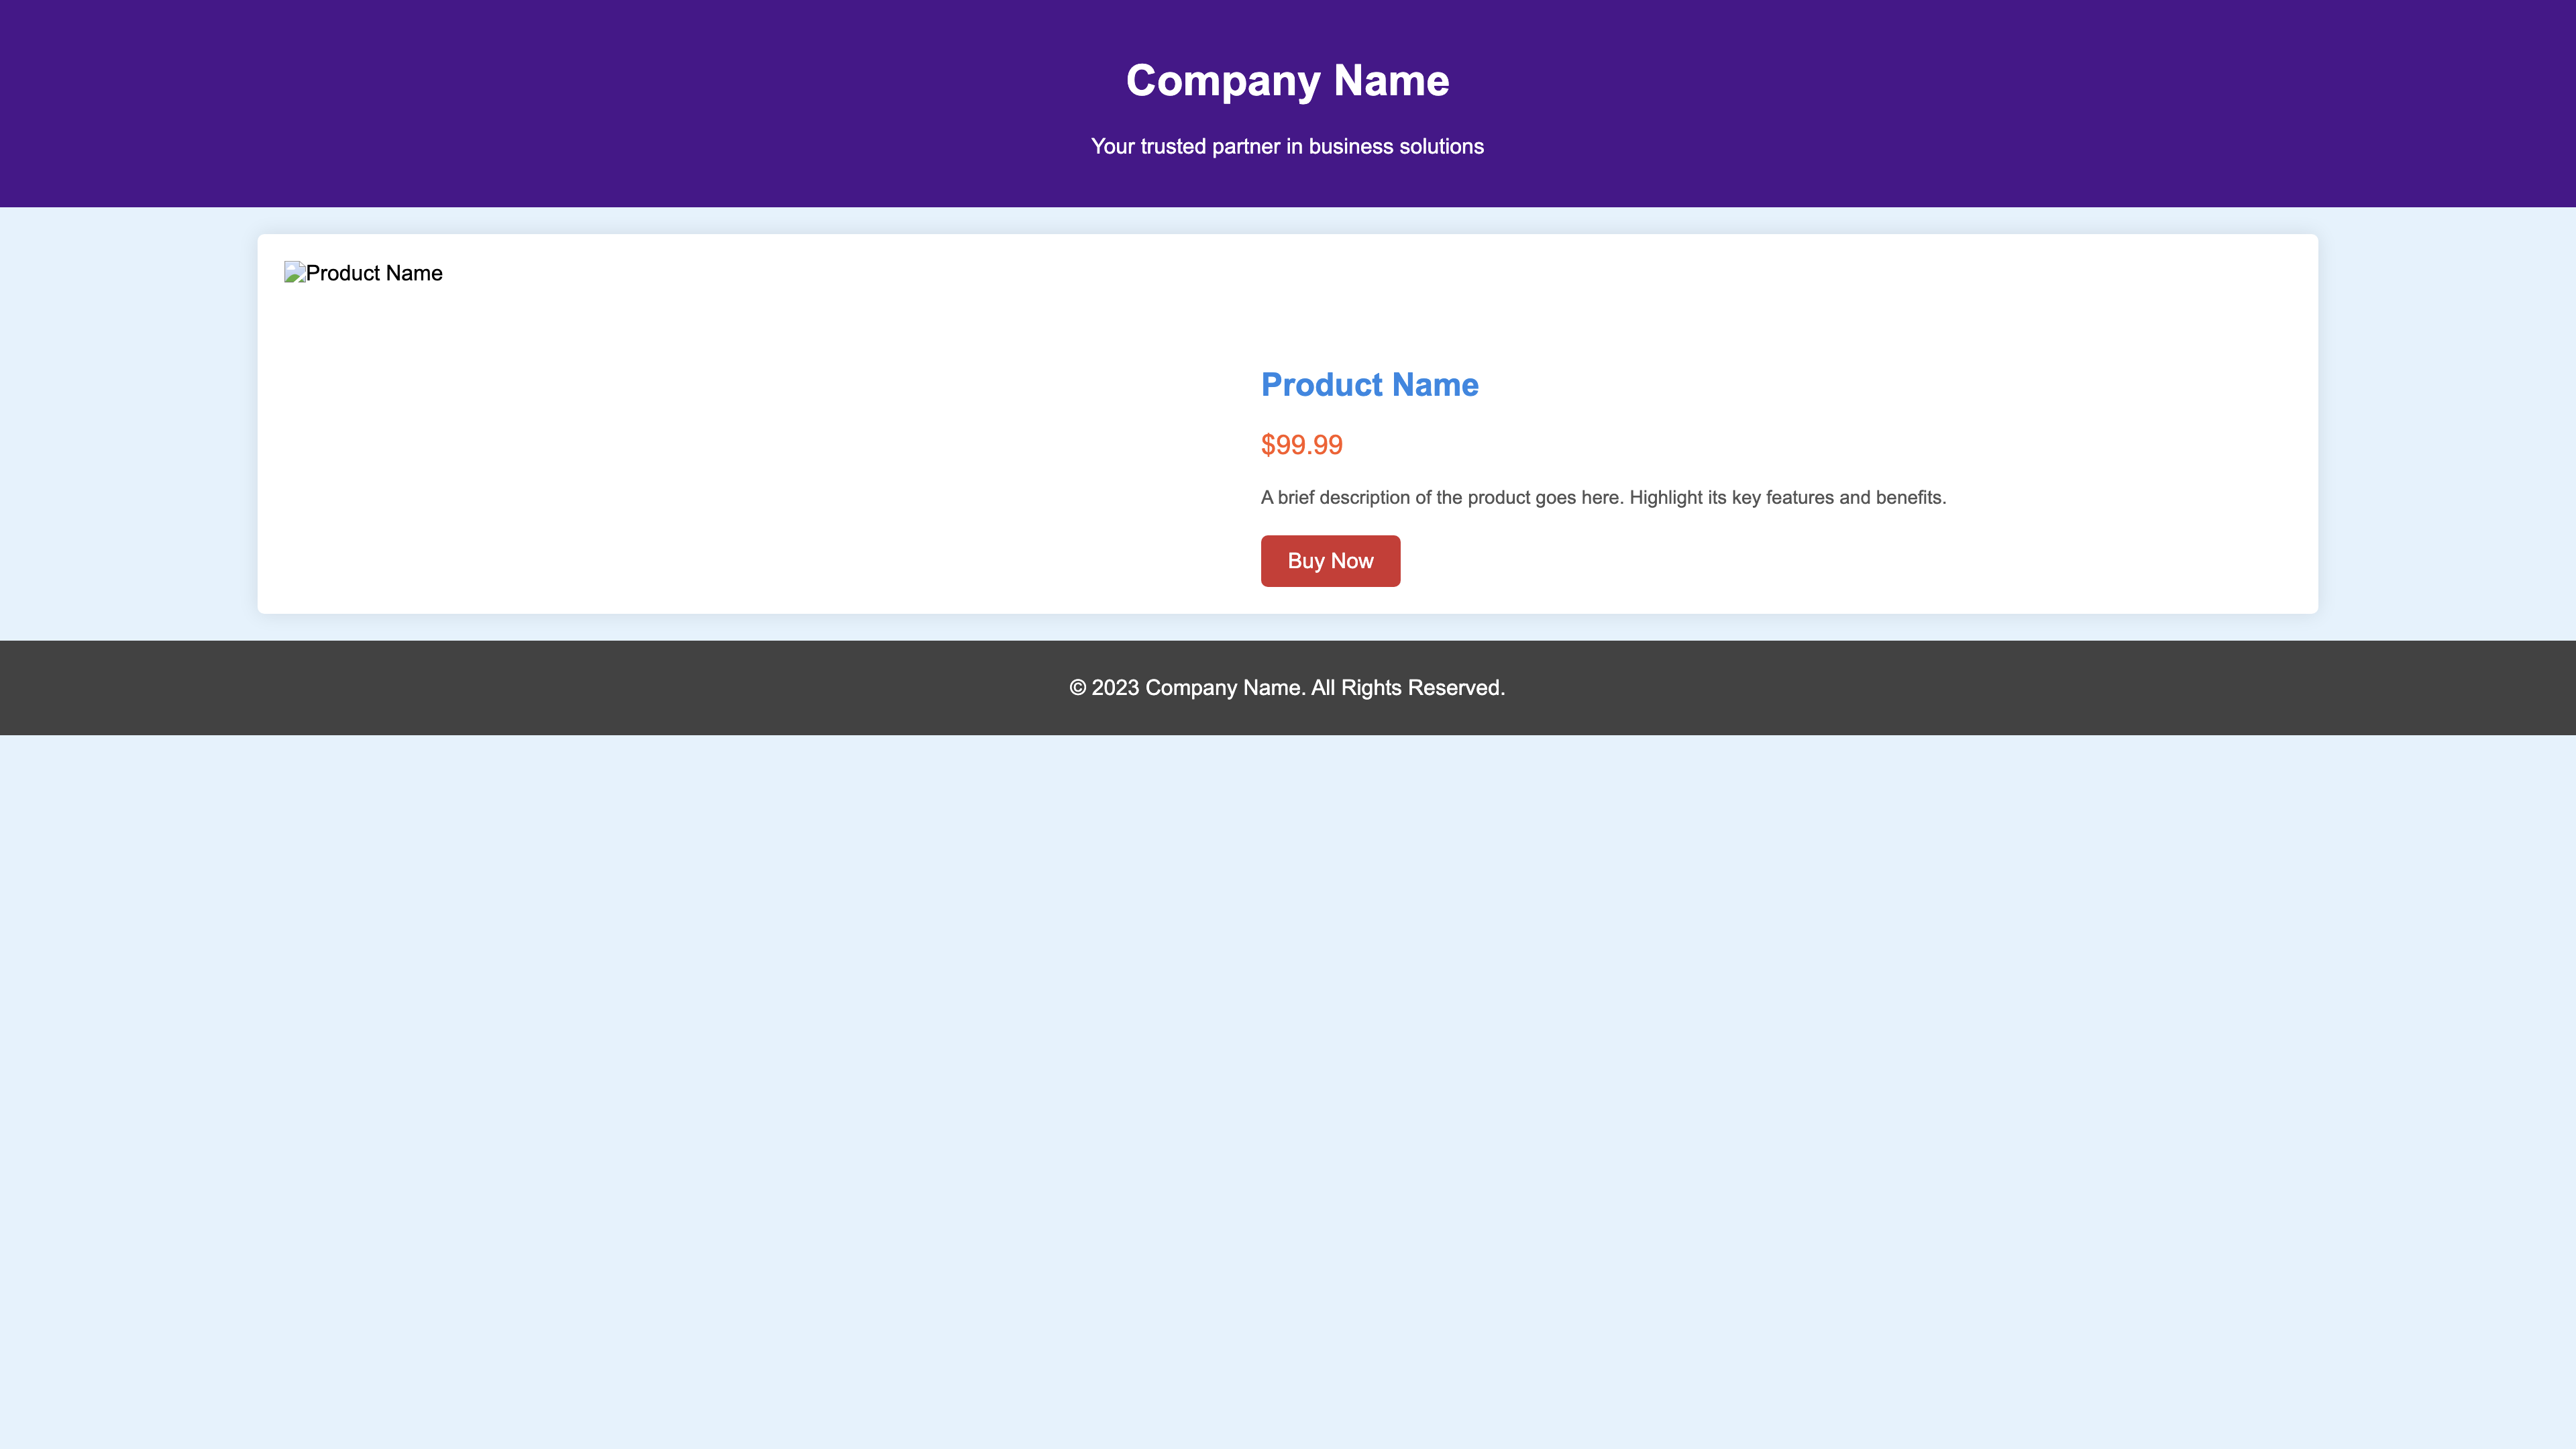 Company Name
Your trusted partner in business solutions
Product Name
Product Name
$99.99
A brief description of the product goes here. Highlight its key features and benefits.
Buy Now
© 2023 Company Name. All Rights Reserved.